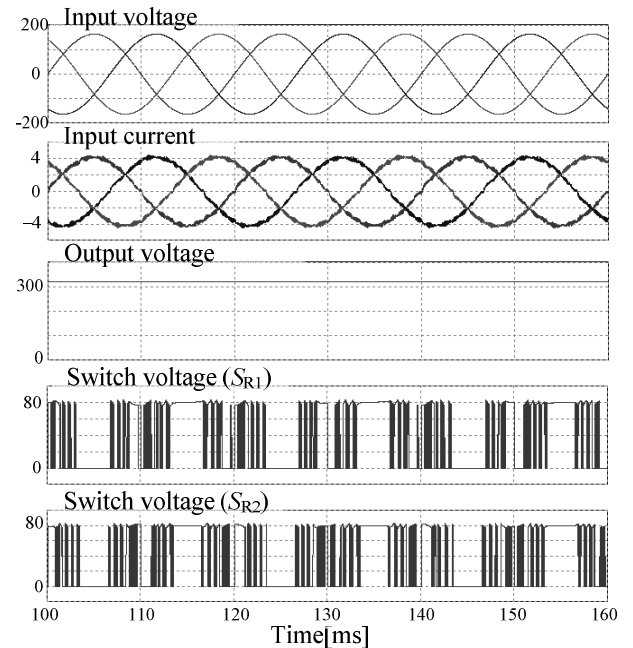 Input voltage
200
0
-200
Input current
4
0
−4
Output voltage
300
0
Switch voltage (SR1)
80
0
Switch voltage (SR2)
80
0
100 110 120 130 140 150 160
Time[ms]